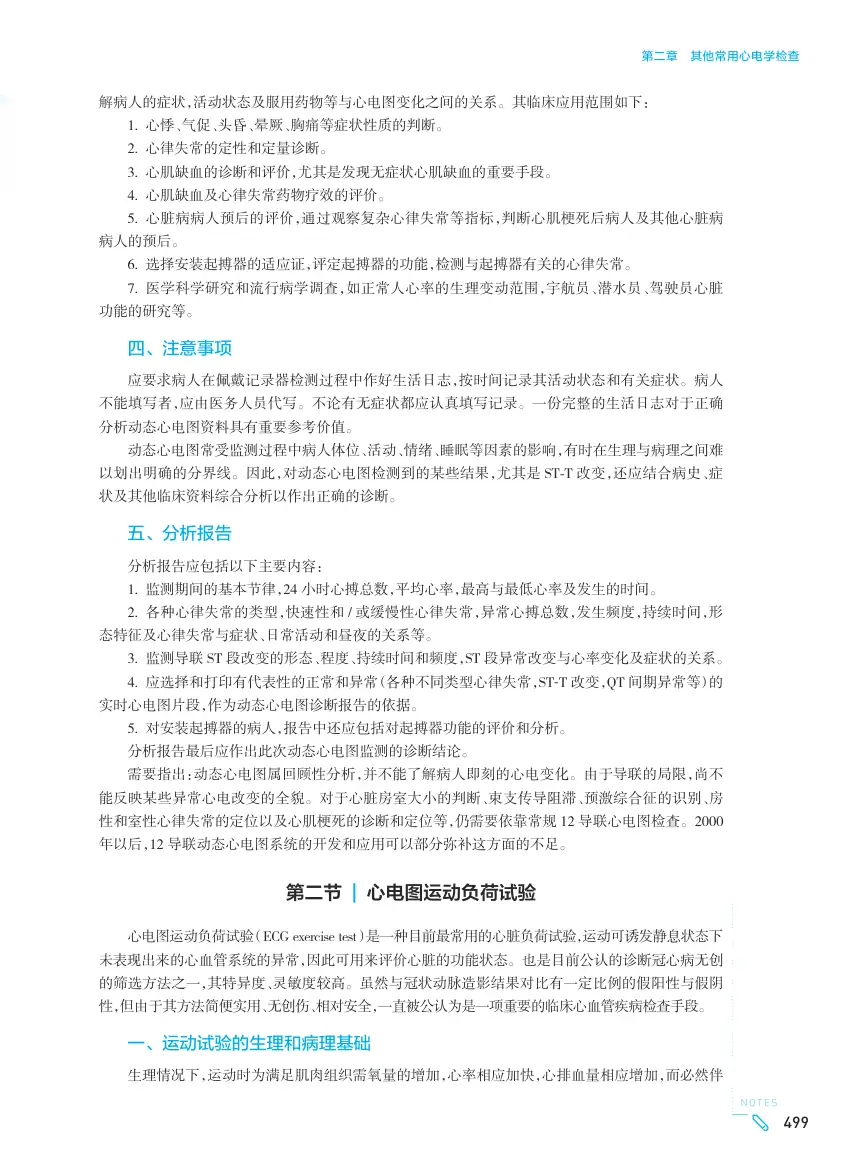 第二章 其他常用心电学检查
解病人的症状,活动状态及服用药物等与心电图变化之间的关系。其临床应用范围如下:
1. 心悸、气促、头昏、晕厥、胸痛等症状性质的判断。
2. 心律失常的定性和定量诊断。
3. 心肌缺血的诊断和评价,尤其是发现无症状心肌缺血的重要手段。
4. 心肌缺血及心律失常药物疗效的评价。
5. 心脏病病人预后的评价,通过观察复杂心律失常等指标,判断心肌梗死后病人及其他心脏病
病人的预后。
6. 选择安装起搏器的适应证,评定起搏器的功能,检测与起搏器有关的心律失常。
7. 医学科学研究和流行病学调查,如正常人心率的生理变动范围,宇航员、潜水员、驾驶员心脏
功能的研究等。
四、注意事项
应要求病人在佩戴记录器检测过程中作好生活日志,按时间记录其活动状态和有关症状。病人
不能填写者,应由医务人员代写。不论有无症状都应认真填写记录。一份完整的生活日志对于正确
分析动态心电图资料具有重要参考价值。
动态心电图常受监测过程中病人体位、活动、情绪、睡眠等因素的影响,有时在生理与病理之间难
以划出明确的分界线。因此,对动态心电图检测到的某些结果,尤其是 ST-T 改变,还应结合病史、症
状及其他临床资料综合分析以作出正确的诊断。
五、分析报告
分析报告应包括以下主要内容:
1. 监测期间的基本节律,24 小时心搏总数,平均心率,最高与最低心率及发生的时间。
2. 各种心律失常的类型,快速性和 / 或缓慢性心律失常,异常心搏总数,发生频度,持续时间,形
态特征及心律失常与症状、日常活动和昼夜的关系等。
3. 监测导联 ST 段改变的形态、程度、持续时间和频度,ST 段异常改变与心率变化及症状的关系。
4. 应选择和打印有代表性的正常和异常(各种不同类型心律失常,ST-T 改变,QT 间期异常等)的
实时心电图片段,作为动态心电图诊断报告的依据。
5. 对安装起搏器的病人,报告中还应包括对起搏器功能的评价和分析。
分析报告最后应作出此次动态心电图监测的诊断结论。
需要指出:动态心电图属回顾性分析,并不能了解病人即刻的心电变化。由于导联的局限,尚不
能反映某些异常心电改变的全貌。对于心脏房室大小的判断、束支传导阻滞、预激综合征的识别、房
性和室性心律失常的定位以及心肌梗死的诊断和定位等,仍需要依靠常规 12 导联心电图检查。2000
年以后,12 导联动态心电图系统的开发和应用可以部分弥补这方面的不足。
第二节 | 心电图运动负荷试验
心电图运动负荷试验(ECG exercise test)是一种目前最常用的心脏负荷试验,运动可诱发静息状态下
未表现出来的心血管系统的异常,因此可用来评价心脏的功能状态。也是目前公认的诊断冠心病无创
的筛选方法之一,其特异度、灵敏度较高。虽然与冠状动脉造影结果对比有一定比例的假阳性与假阴
性,但由于其方法简便实用、无创伤、相对安全,一直被公认为是一项重要的临床心血管疾病检查手段。
一、运动试验的生理和病理基础
生理情况下,运动时为满足肌肉组织需氧量的增加,心率相应加快,心排血量相应增加,而必然伴
NOTES
499